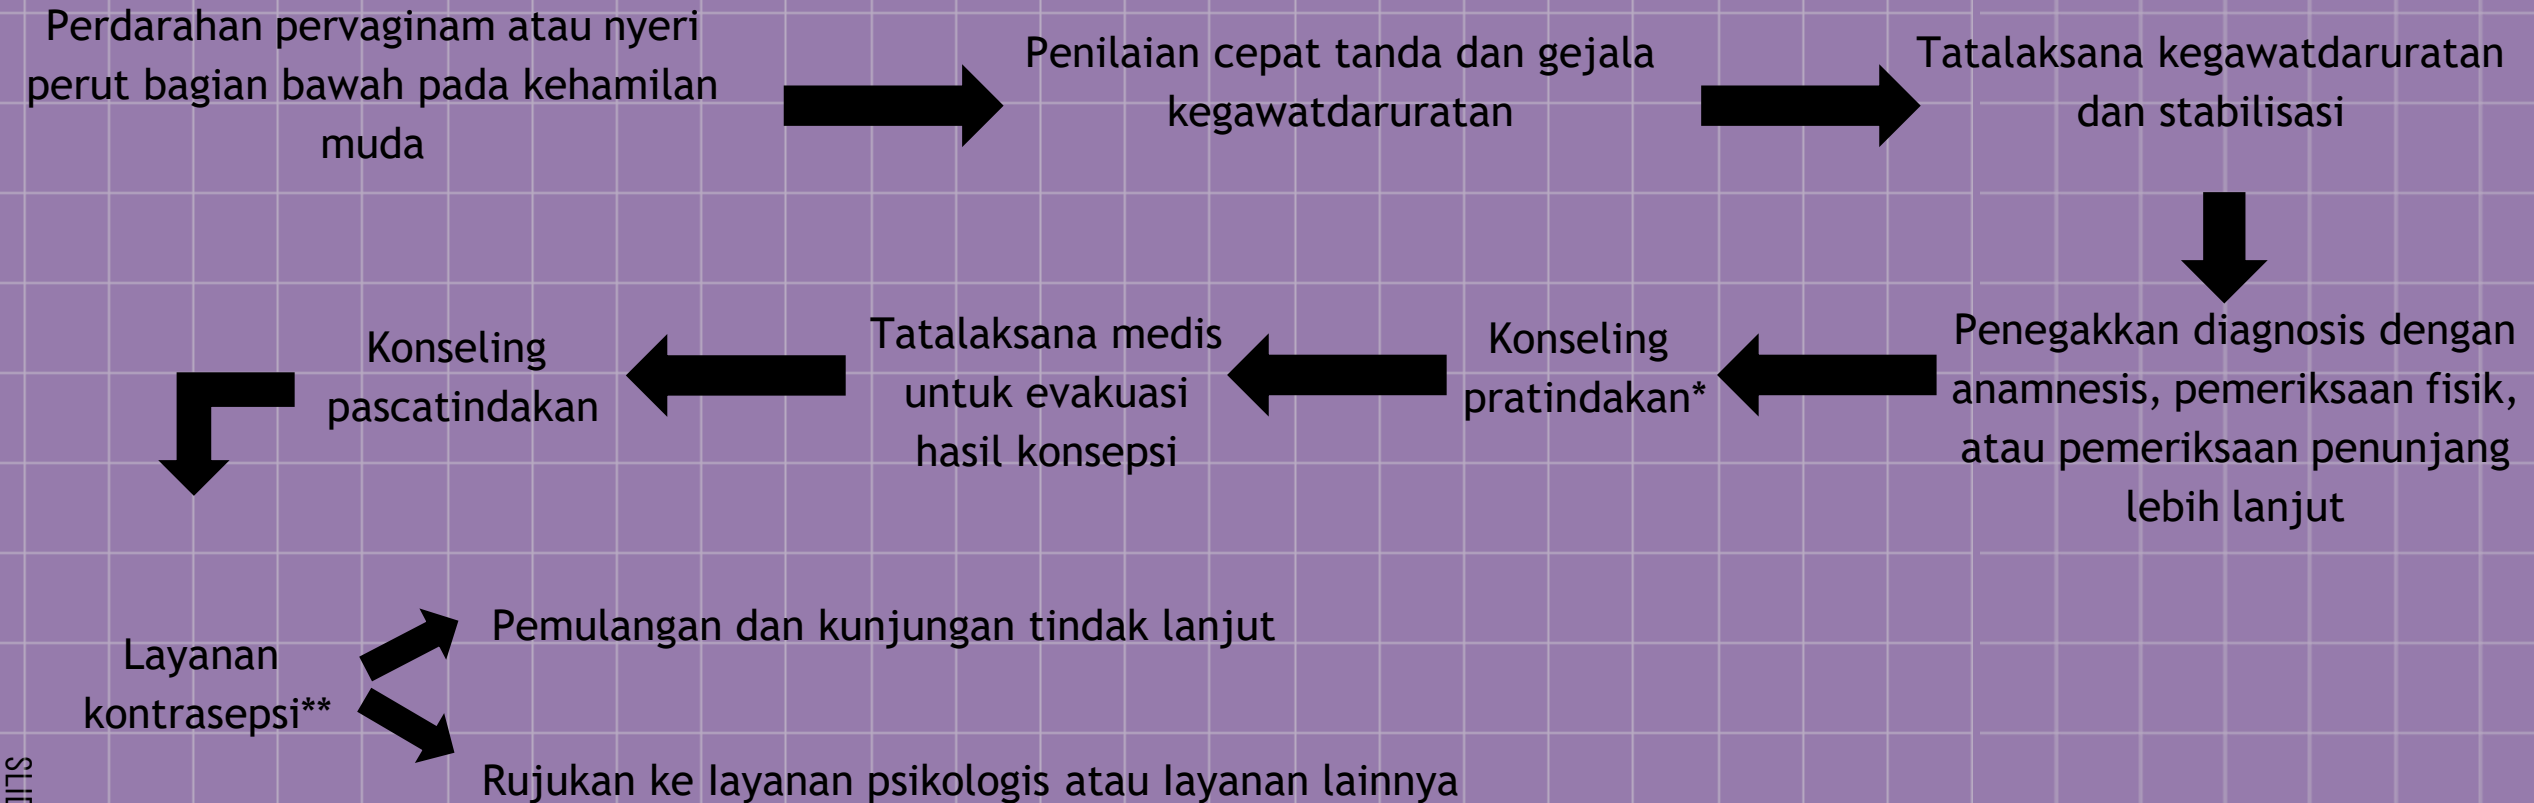 Perdarahan pervaginam atau nyeri
perut bagian bawah pada kehamilan
muda
Penilaian cepat tanda dan gejala
kegawatdaruratan
Tatalaksana kegawatdaruratan
dan stabilisasi
Penegakkan diagnosis dengan
anamnesis, pemeriksaan fisik,
atau pemeriksaan penunjang
lebih lanjut
Konseling
pratindakan*
Tatalaksana medis
untuk evakuasi
hasil konsepsi
Konseling
pascatindakan
Layanan
kontrasepsi**
Pemulangan dan kunjungan tindak lanjut
Rujukan ke layanan psikologis atau layanan lainnya